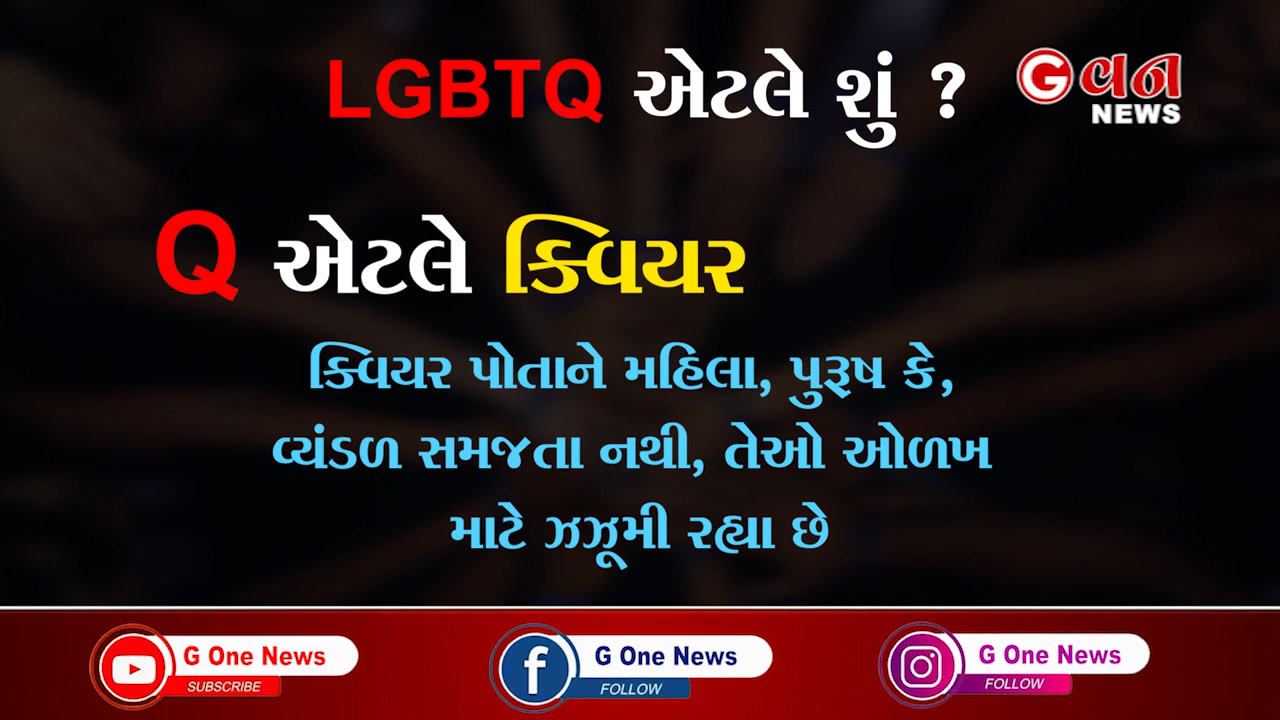 LGBTQ એટલે શું ?
G વન
NEWS
Q એટલે ક્વિયર
ક્વિયર પોતાને મહિલા, પુરૂષ કે,
વ્યંડળ સમજતા નથી, તેઓ ઓળખ
માટે ઝઝૂમી રહ્યા છે
G One News
SUBSCRIBE
f
G One News
FOLLOW
G One News
FOLLOW